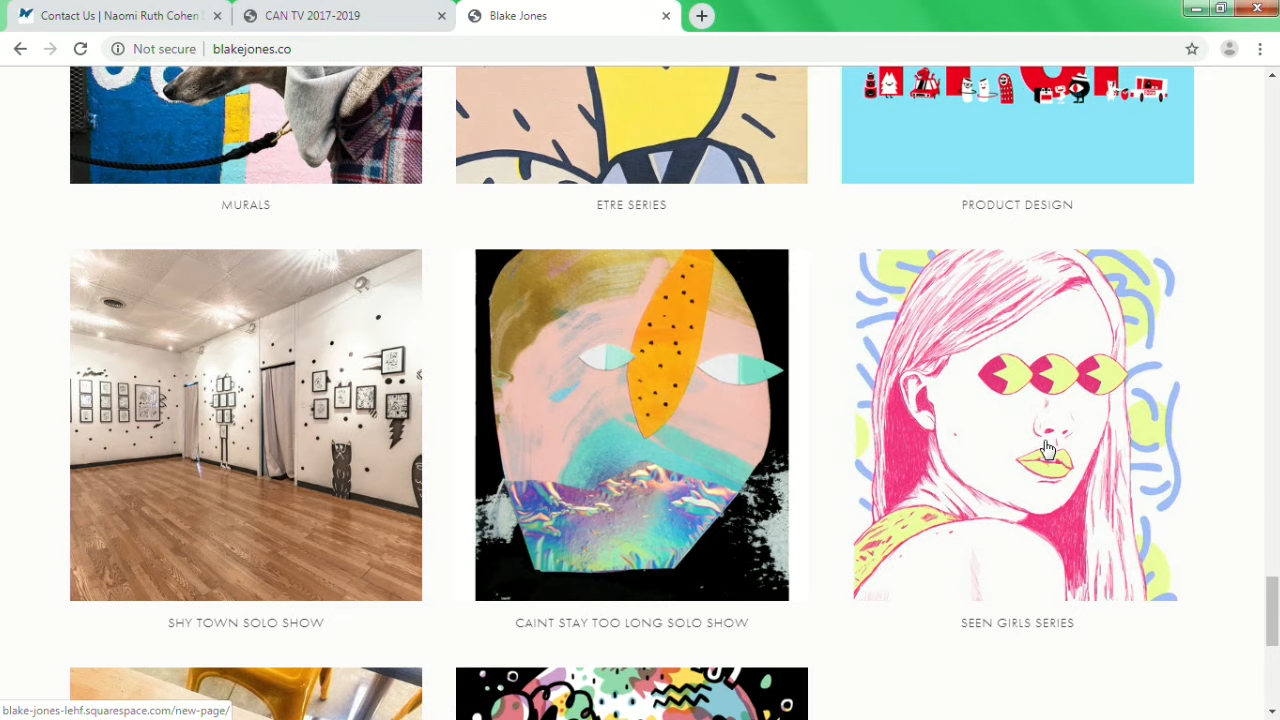 Contact Us | Naomi Ruth Cohen
CAN TV 2017-2019
Blake Jones
Not secure
blakejones.co
MURALS
ETRE SERIES
PRODUCT DESIGN
SHY TOWN SOLO SHOW
CAINT STAY TOO LONG SOLO SHOW
SEEN GIRLS SERIES
blake-jones-lehf.squarespace.com/new-page/